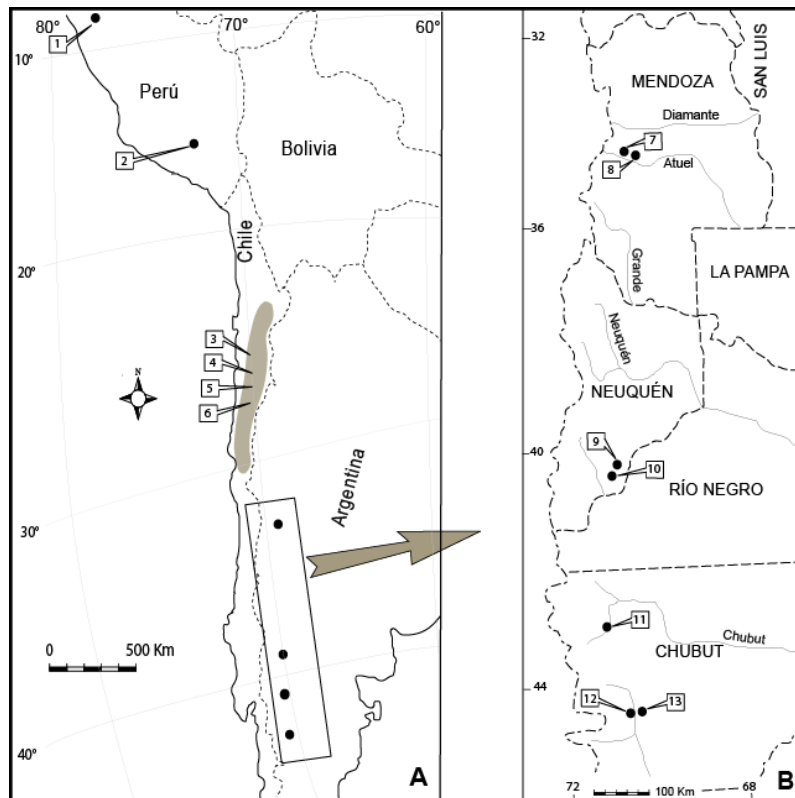 80°
70°
60
1
10°
Perú
2
Bolivia
Chile
20°
3
4
5
6
N
Argentina
30°
0
500 Km
40°
A
32
MENDOZA
SAN LUIS
Diamante
7
8
Atuel
36
Grande
LA PAMPA
Neuquén
NEUQUÉN
9
40
10
RÍO NEGRO
11
Chubut
CHUBUT
44
12
13
72
100 Km
68
B